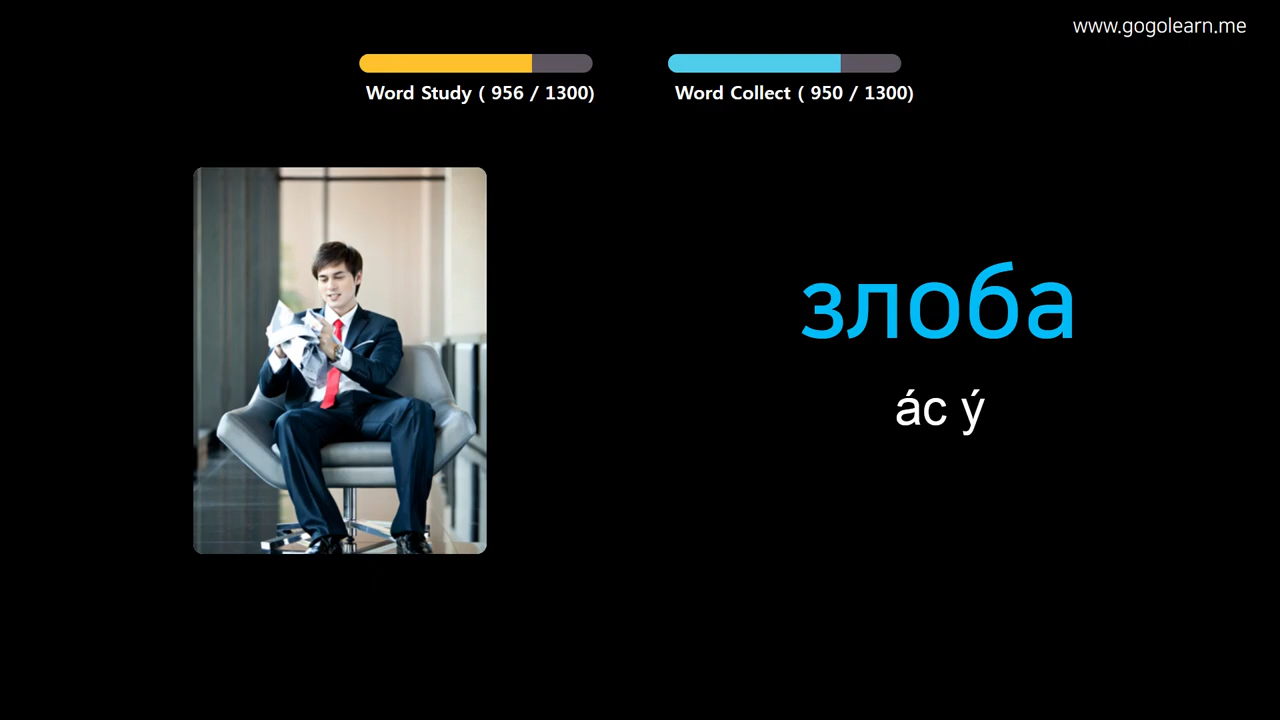 www.gogolearn.me
Word Study ( 956 / 1300)
Word Collect ( 950 / 1300)
злоба
ác ý